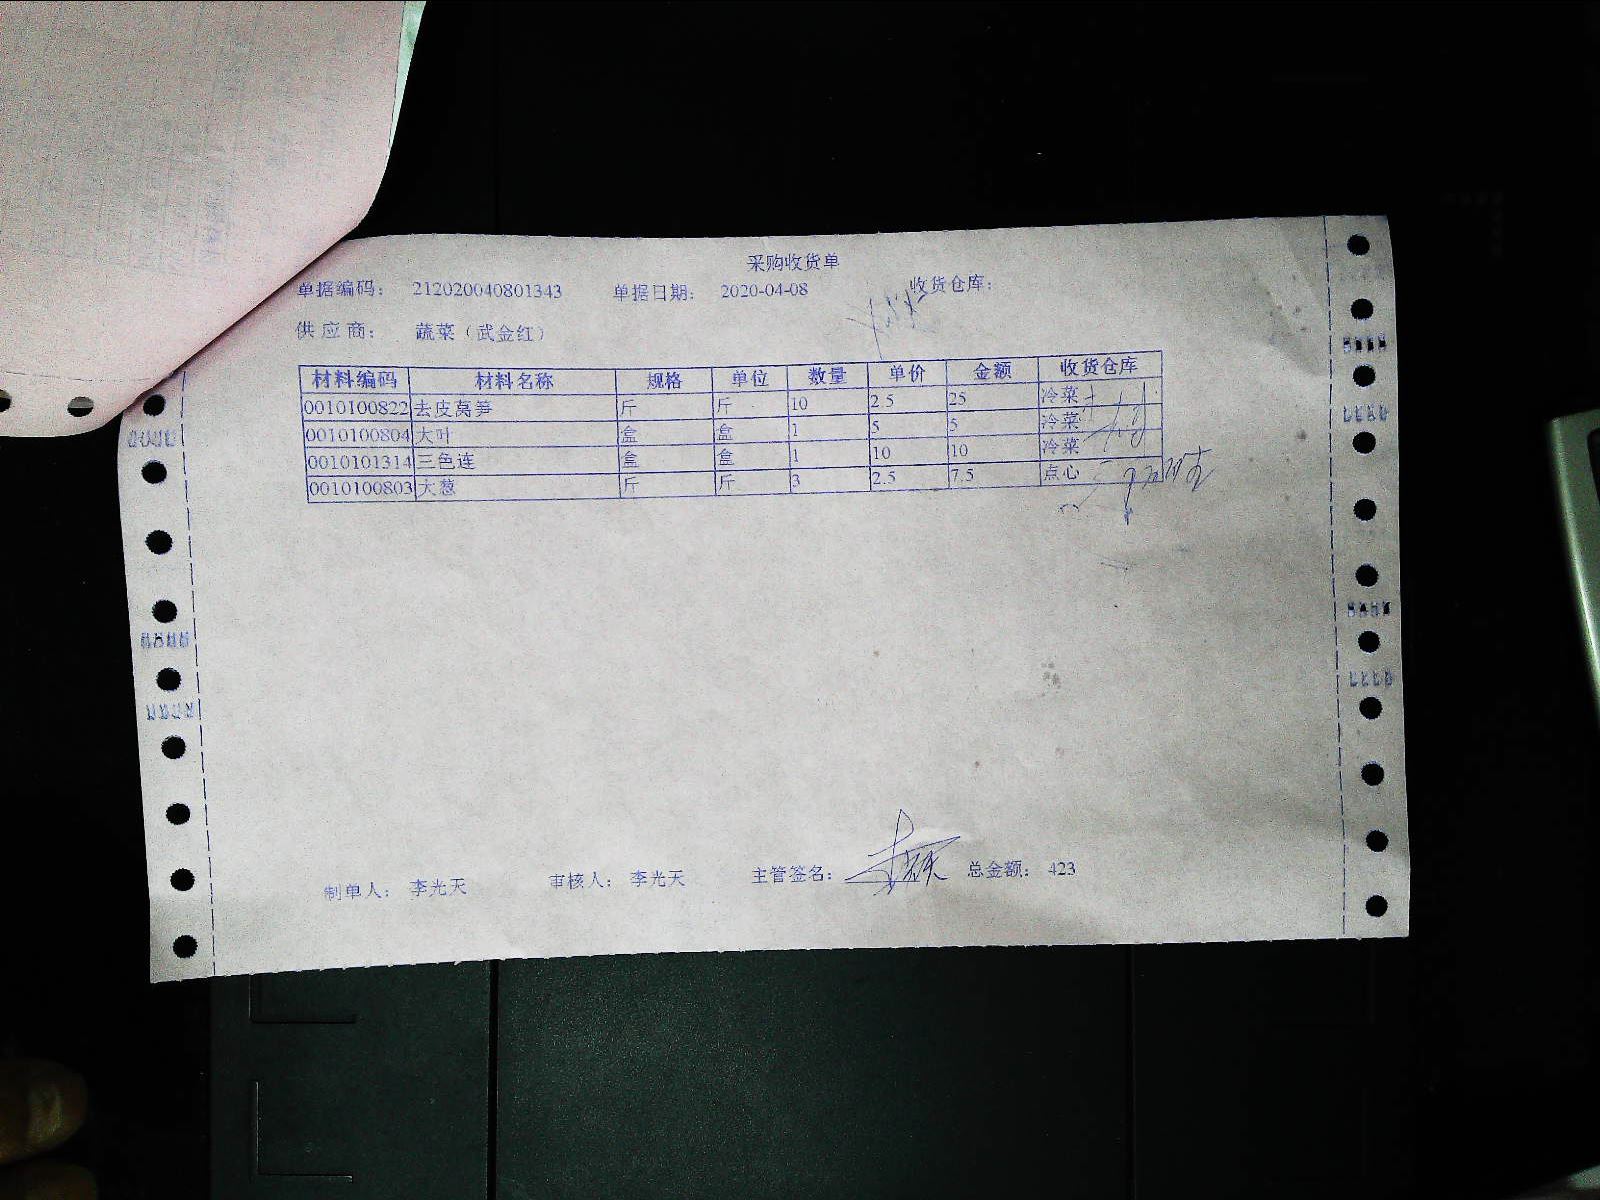 采购收货单
单据编码： 212020040801343 单据日期： 2020-04-08 收货仓库：
供应商： 蔬菜（武金红）
材料编码 材料名称 规格 单位 数量 单价 金额 收货仓库
0010100822 去皮莴笋 斤 斤 10 2.5 25 冷菜
0010100804 大叶 盒 盒 1 5 5 冷菜
0010101314 三色连 盒 盒 1 10 10 冷菜
0010100803 大葱 斤 斤 3 2.5 7.5 点心
制单人： 李光天 审核人： 李光天 主管签名： 总金额： 423